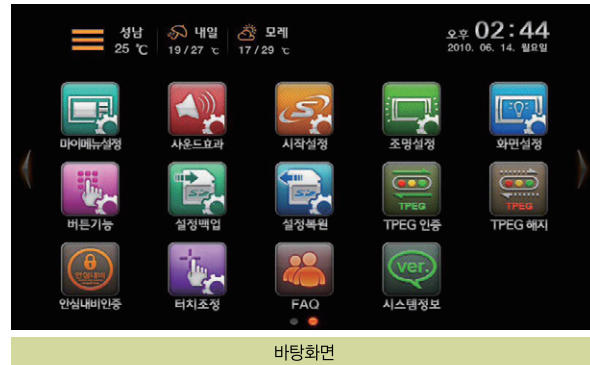 성남 내일 모레 오후 02:44
25 ℃ 19/27 ℃ 17/29 ℃ 2010. 06. 14. 월요일
마이메뉴설정 사운드효과 시작설정 조명설정 화면설정
TPEG TPEG
버튼기능 설정백업 설정복원 TPEG 인증 TPEG 해지
안심내비 ver.
안심내비인증 터치조정 FAQ 시스템정보
바탕화면